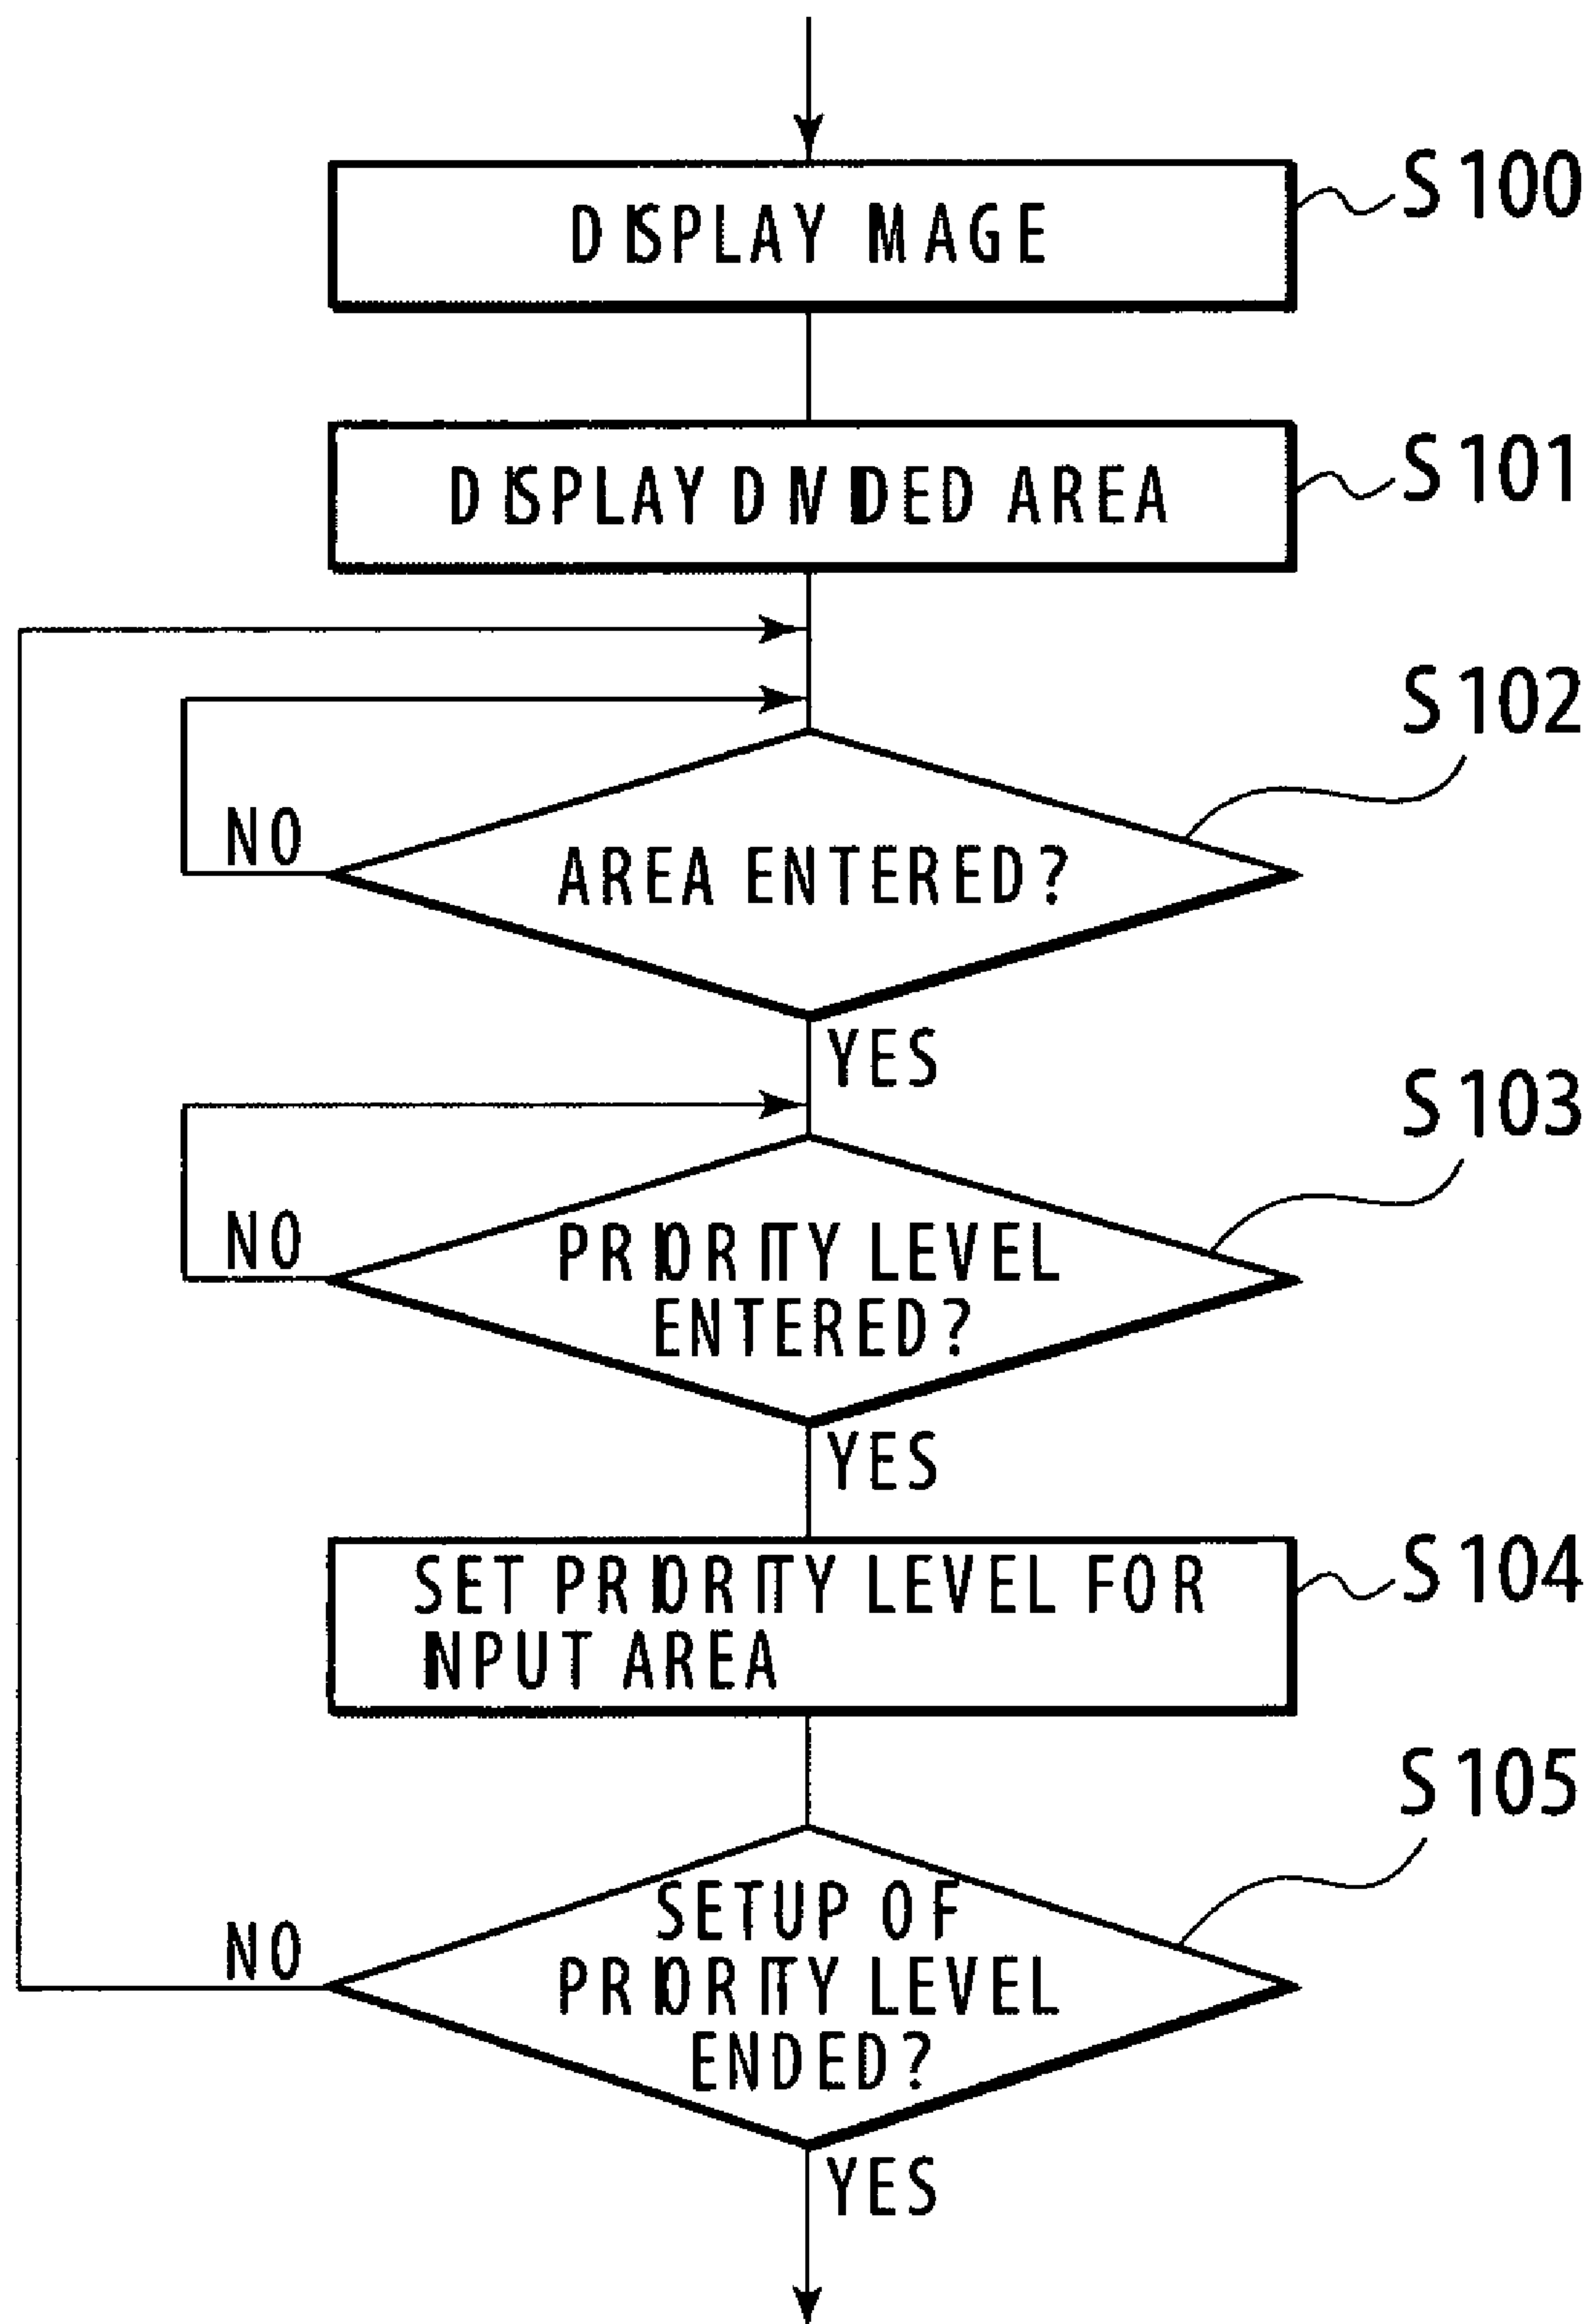 DISPLAY IMAGE
S100
DISPLAY DIVIDED AREA
S101
S102
NO
AREA ENTERED?
YES
S103
NO
PRIORITY LEVEL
ENTERED?
YES
SET PRIORITY LEVEL FOR
INPUT AREA
S104
S105
NO
SETUP OF
PRIORITY LEVEL
ENDED?
YES